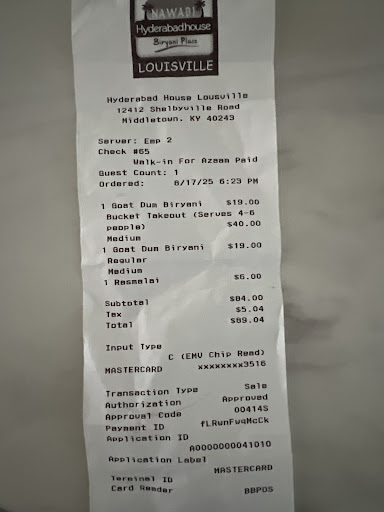 NAWABI
Hyderabadhouse
Biryani Place
LOUISVILLE
Hyderabad House Lousville
12412 Shelbyville Road
Middletown, KY 40243
Server: Emp 2
Check #65
Walk-in For Azaam Paid
Guest Count: 1
Ordered: 8/17/25 6:23 PM
1 Goat Dum Biryani $19.00
Bucket Takeout (Serves 4-6
people) $40.00
Medium
1 Goat Dum Biryani $19.00
Regular
Medium
1 Rasmalai $6.00
Subtotal $84.00
Tax $5.04
Total $89.04
Input Type
C (EMV Chip Read)
MASTERCARD xxxxxxxx3516
Transaction Type Sale
Authorization Approved
Approval Code 00414S
Payment ID fLRwnFwqMcCk
Application ID
A0000000041010
Application Label
MASTERCARD
Terminal ID
Card Reader BBPOS